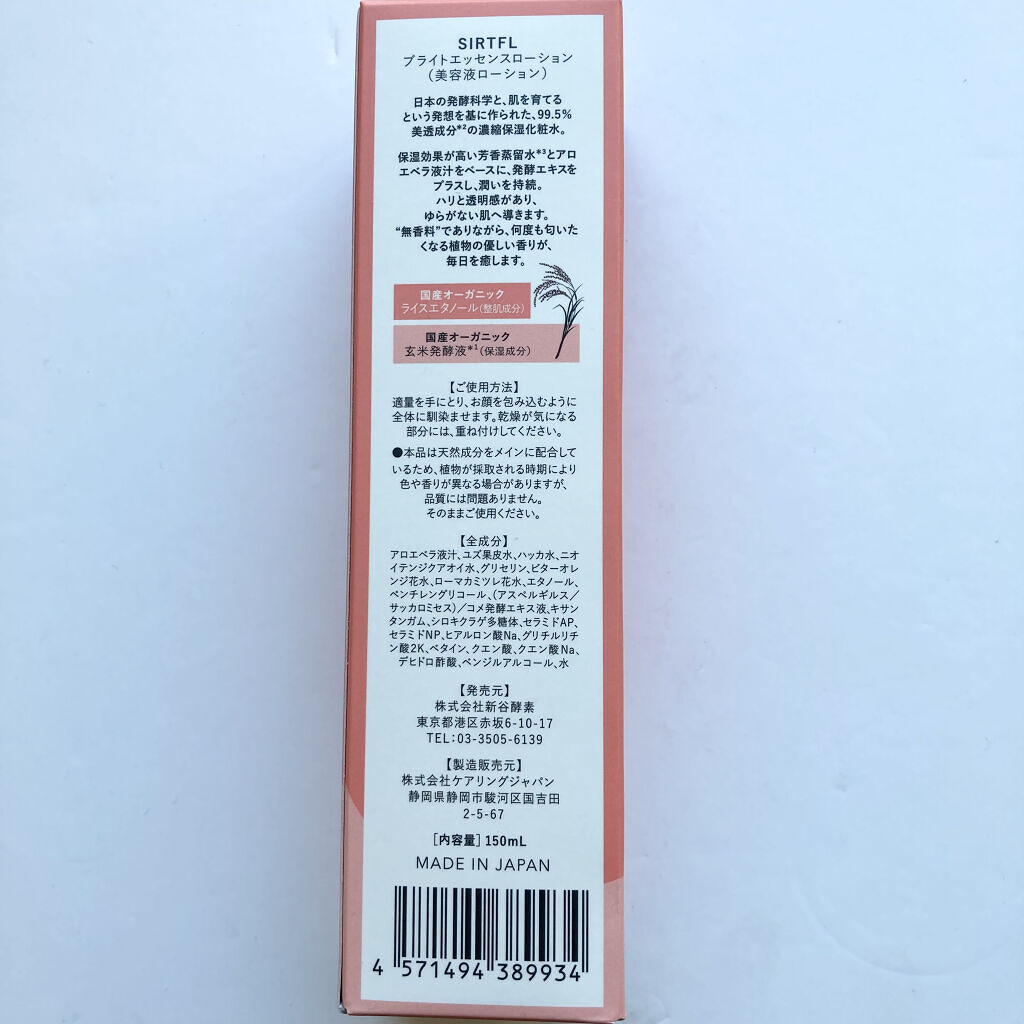 SIRTFL
ブライトエッセンスローション
（美容液ローション）
日本の発酵科学と、肌を育てる
という発想を基に作られた、99.5%
美透成分*²の濃縮保湿化粧水。
保湿効果が高い芳香蒸留水*³とアロ
エベラ液汁をベースに、発酵エキスを
プラスし、潤いを持続。
ハリと透明感があり、
ゆらがない肌へ導きます。
“無香料”でありながら、何度も匂いた
くなる植物の優しい香りが、
毎日を癒します。
国産オーガニック
ライスエタノール（整肌成分）
国産オーガニック
玄米発酵液*¹（保湿成分）
【ご使用方法】
適量を手にとり、お顔を包み込むように
全体に馴染ませます。乾燥が気になる
部分には、重ね付けしてください。
●本品は天然成分をメインに配合して
いるため、植物が採取される時期により
色や香りが異なる場合がありますが、
品質には問題ありません。
そのままご使用ください。
【全成分】
アロエベラ液汁、ユズ果皮水、ハッカ水、ニオ
イテンジクアオイ水、グリセリン、ビターオレ
ンジ花水、ローマカミツレ花水、エタノール、
ペンチレングリコール、（アスペルギルス／
サッカロミセス）／コメ発酵エキス液、キサン
タンガム、シロキクラゲ多糖体、セラミドAP、
セラミドNP、ヒアルロン酸Na、グリチルリチ
ン酸2K、ベタイン、クエン酸、クエン酸Na、
デヒドロ酢酸、ベンジルアルコール、水
【発売元】
株式会社新谷酵素
東京都港区赤坂6-10-17
TEL:03-3505-6139
【製造販売元】
株式会社ケアリングジャパン
静岡県静岡市駿河区国吉田
2-5-67
［内容量］150mL
MADE IN JAPAN
4 571494 389934